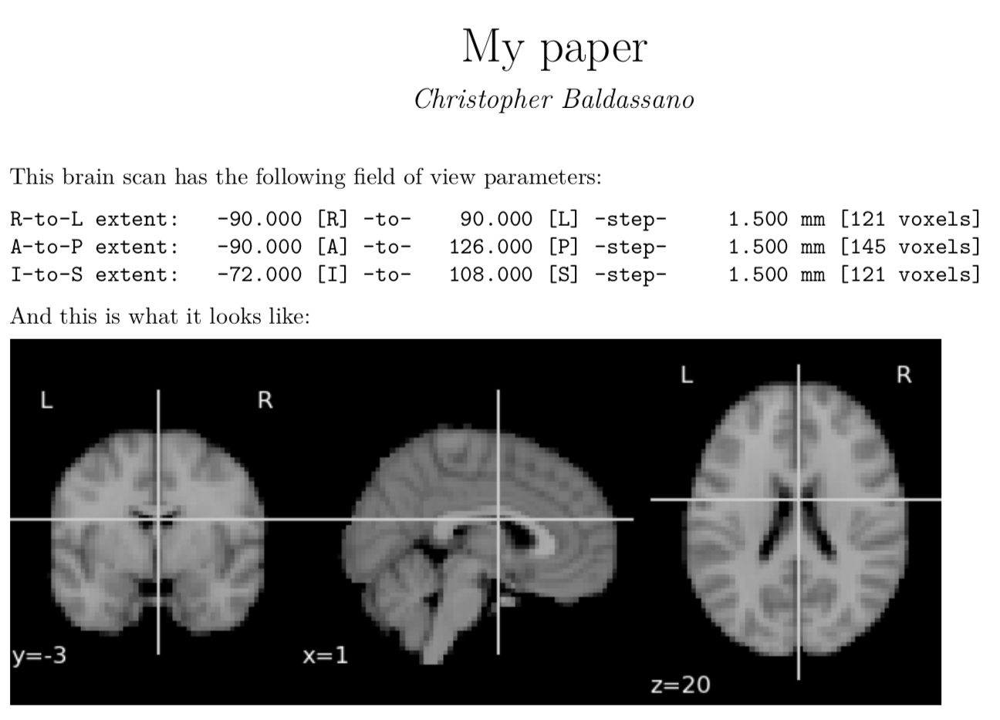 My paper
Christopher Baldassano
This brain scan has the following field of view parameters:
R-to-L extent:   -90.000 [R] -to-    90.000 [L] -step-     1.500 mm [121 voxels]
A-to-P extent:   -90.000 [A] -to-   126.000 [P] -step-     1.500 mm [145 voxels]
I-to-S extent:   -72.000 [I] -to-   108.000 [S] -step-     1.500 mm [121 voxels]
And this is what it looks like:
L R
L R
y=-3
x=1
z=20